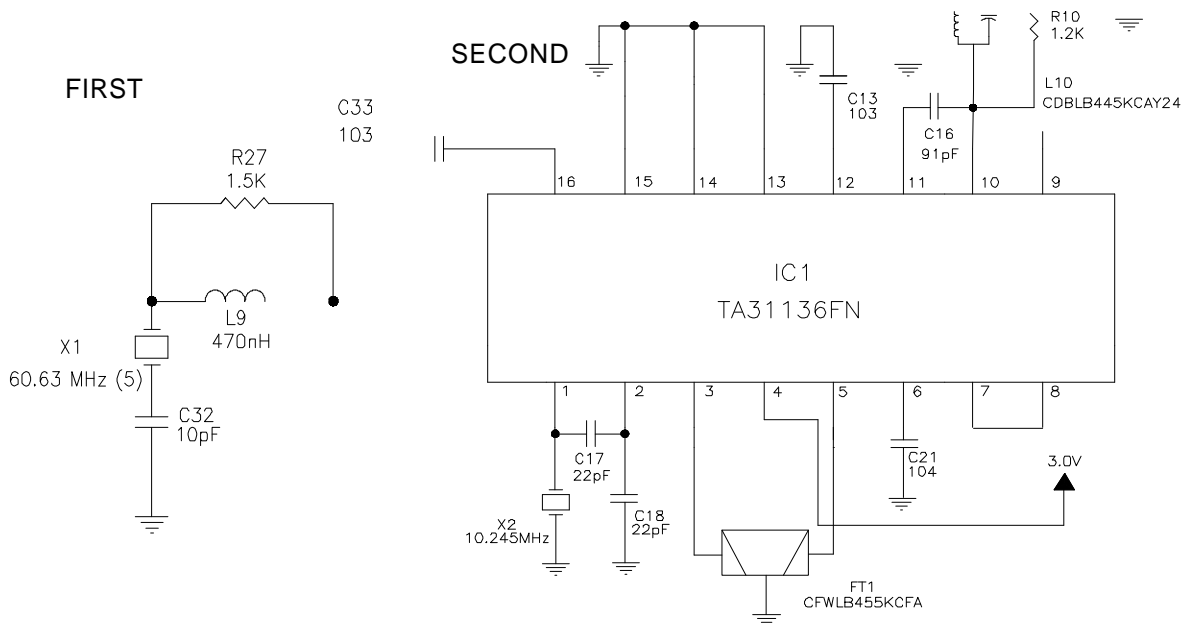 FIRST
SECOND
C33
103
R27
1.5K
L9
470nH
X1
60.63 MHz (5)
C32
10pF
R10
1.2K
L10
CDBLB445KCAY24
C13
103
C16
91pF
16 15 14 13 12 11 10 9
IC1
TA31136FN
1 2 3 4 5 6 7 8
C17
22pF
X2
10.245MHz
C18
22pF
C21
104
3.0V
FT1
CFWLB455KCFA